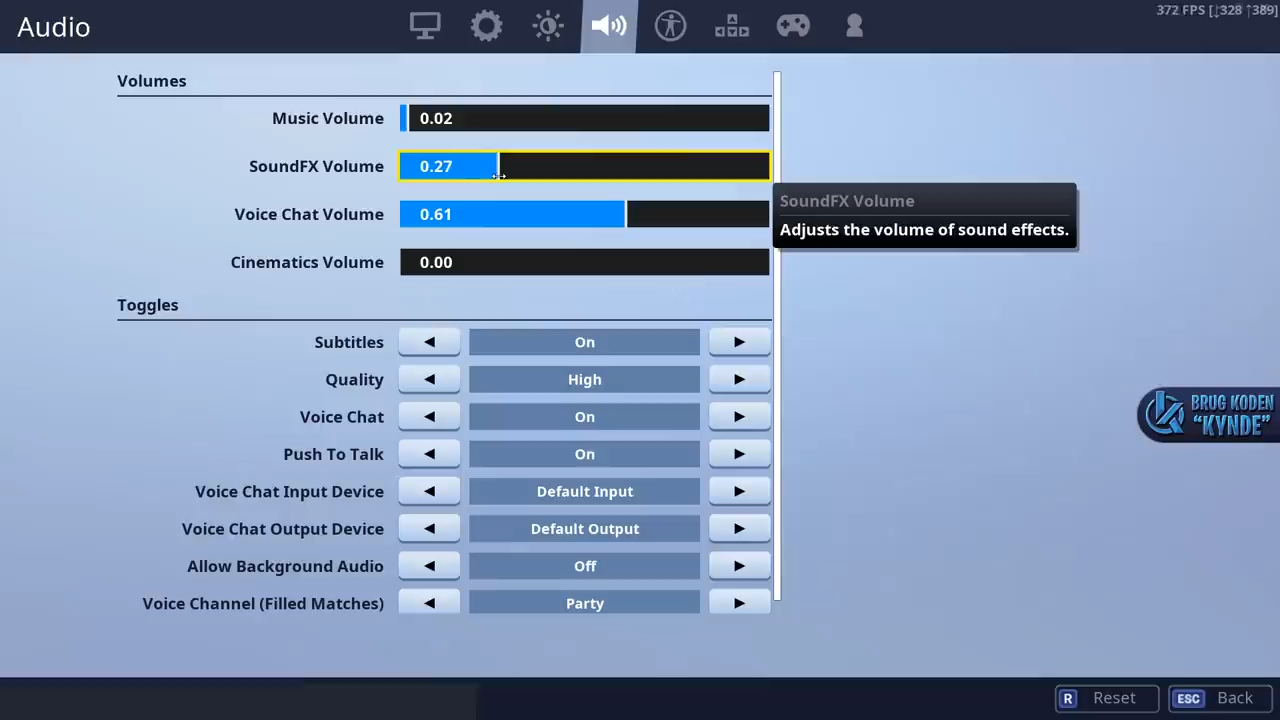 Audio
372 FPS [↓328 ↑389]
Volumes
Music Volume 0.02
SoundFX Volume 0.27
SoundFX Volume
Adjusts the volume of sound effects.
Voice Chat Volume 0.61
Cinematics Volume 0.00
Toggles
Subtitles On
Quality High
Voice Chat On
Push To Talk On
Voice Chat Input Device Default Input
Voice Chat Output Device Default Output
Allow Background Audio Off
Voice Channel (Filled Matches) Party
BRUG KODEN
"KYNDE"
R Reset
ESC Back